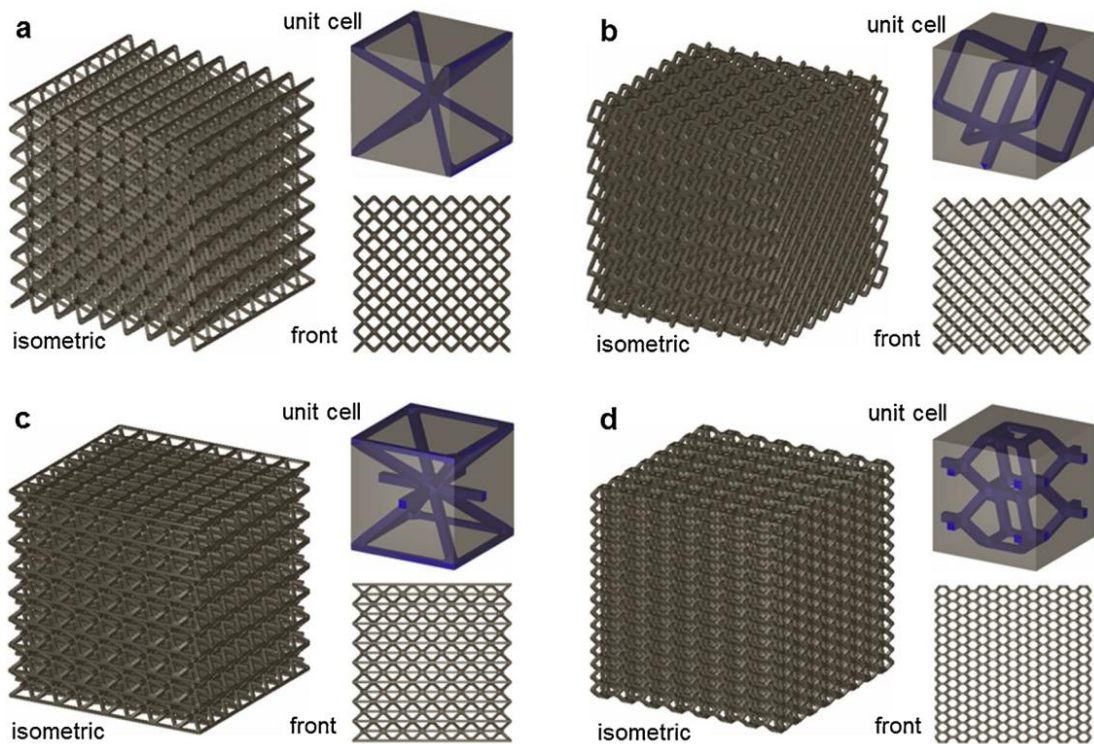 a
unit cell
isometric
front
b
unit cell
isometric
front
c
unit cell
isometric
front
d
unit cell
isometric
front